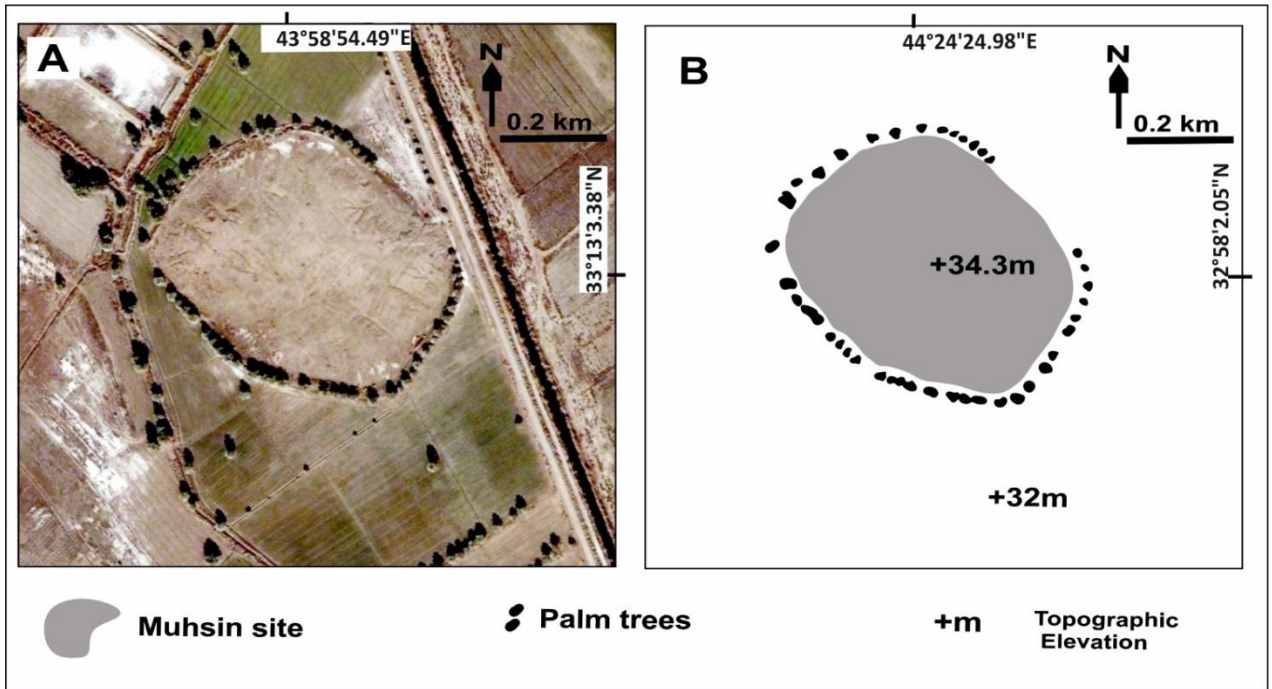 A
43°58'54.49"E
N
0.2 km
33°13'3.38"N
B
44°24'24.98"E
N
0.2 km
32°58'2.05"N
+34.3m
+32m
Muhsin site
Palm trees
+m
Topographic
Elevation